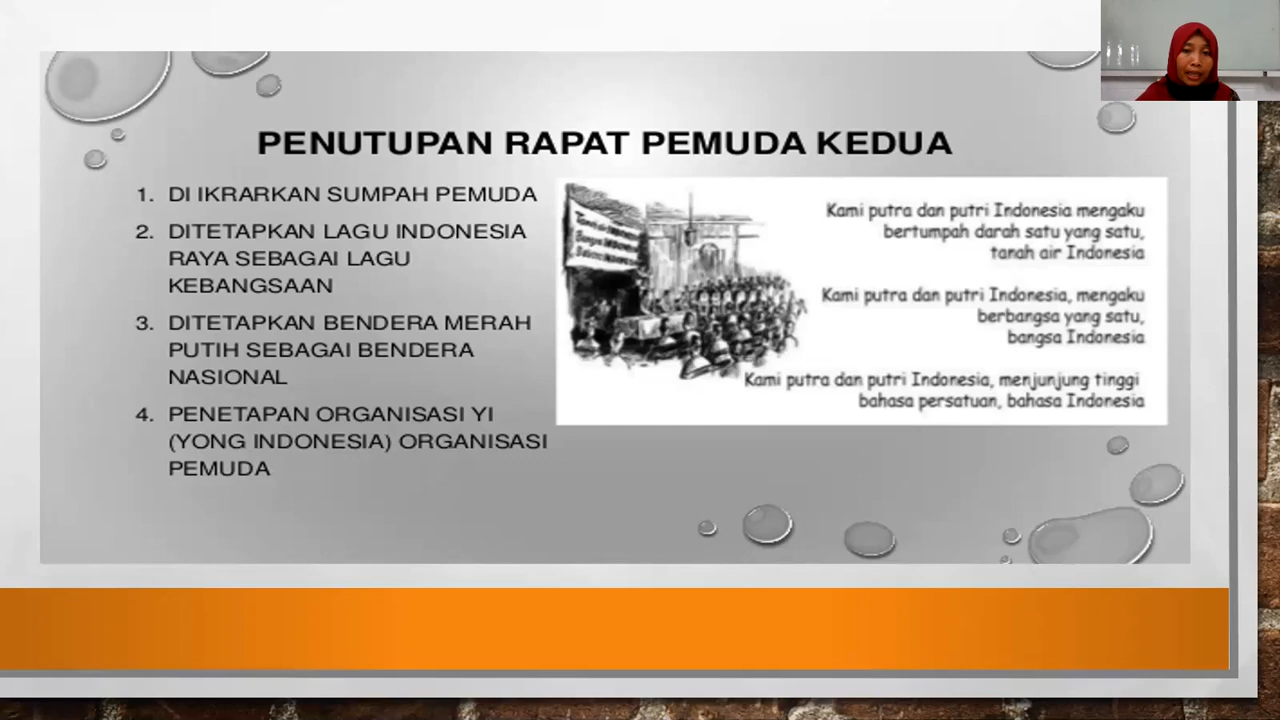 PENUTUPAN RAPAT PEMUDA KEDUA
1. DI IKRARKAN SUMPAH PEMUDA
2. DITETAPKAN LAGU INDONESIA
RAYA SEBAGAI LAGU
KEBANGSAAN
3. DITETAPKAN BENDERA MERAH
PUTIH SEBAGAI BENDERA
NASIONAL
4. PENETAPAN ORGANISASI YI
(YONG INDONESIA) ORGANISASI
PEMUDA
Kami putra dan putri Indonesia mengaku
bertumpah darah satu yang satu,
tanah air Indonesia
Kami putra dan putri Indonesia, mengaku
berbangsa yang satu,
bangsa Indonesia
Kami putra dan putri Indonesia, menjunjung tinggi
bahasa persatuan, bahasa Indonesia